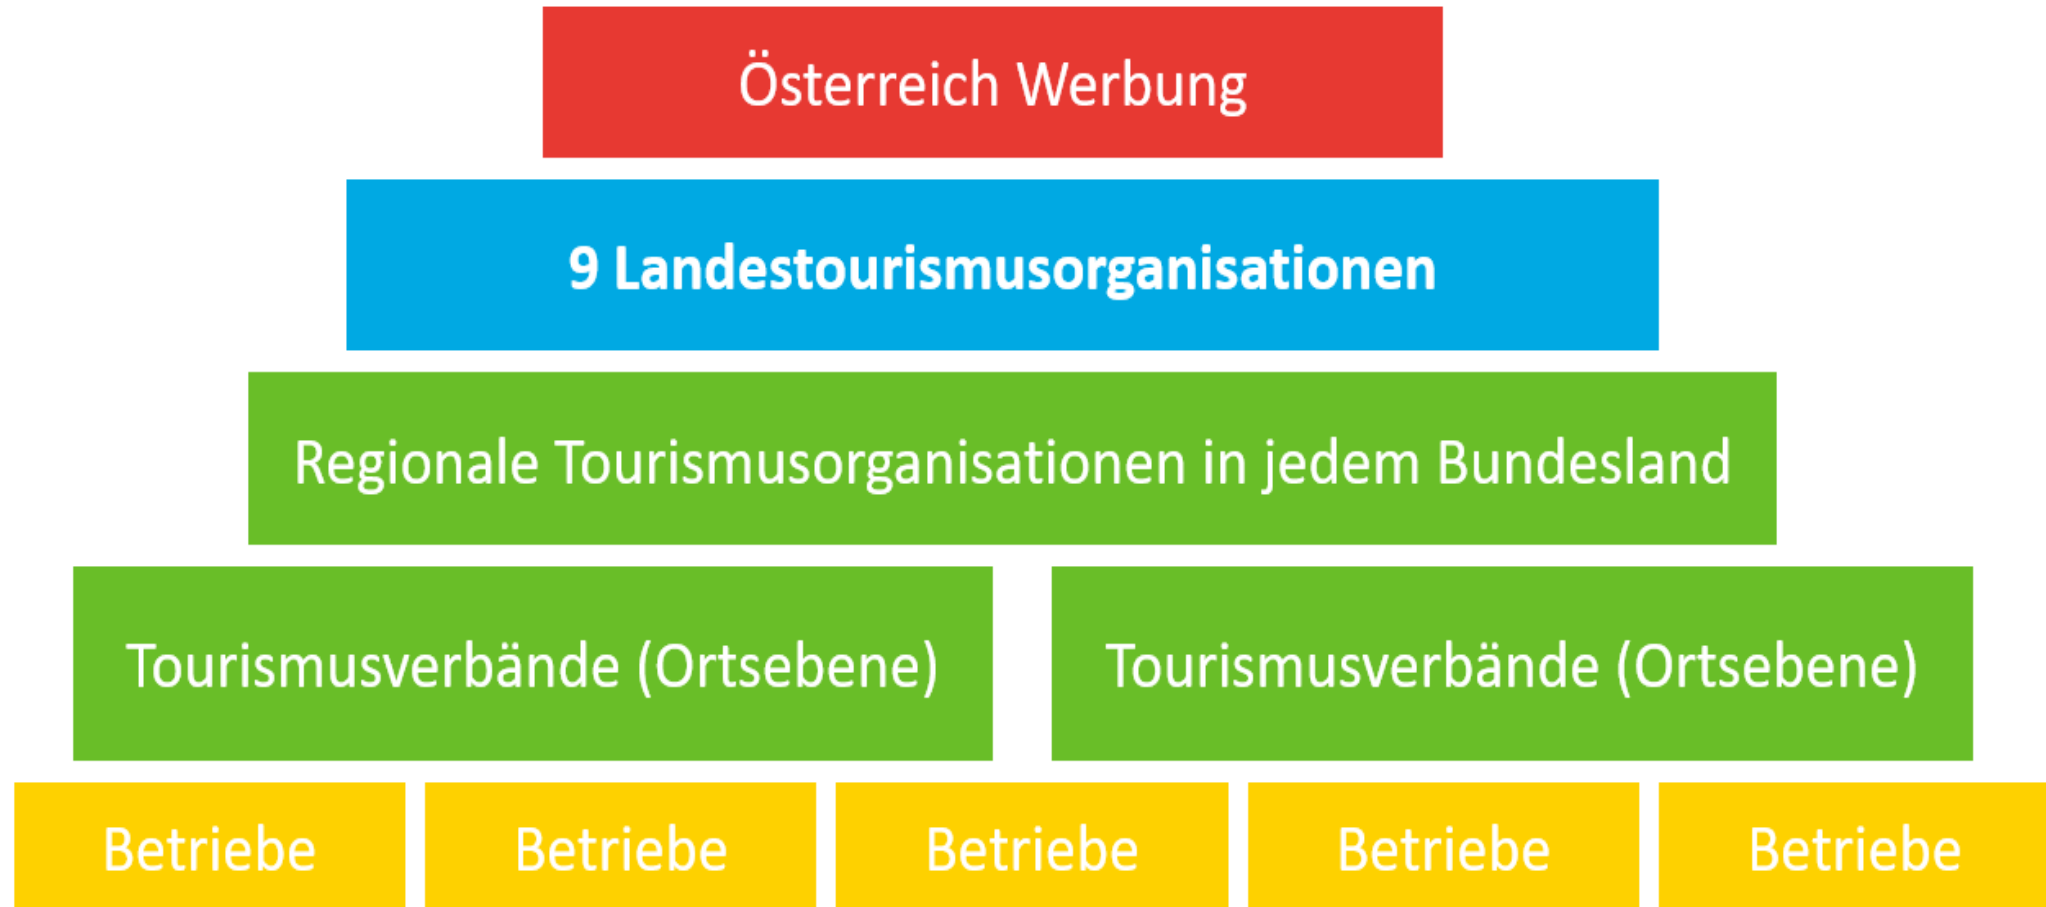 Österreich Werbung
9 Landestourismusorganisationen
Regionale Tourismusorganisationen in jedem Bundesland
Tourismusverbände (Ortsebene) Tourismusverbände (Ortsebene)
Betriebe Betriebe Betriebe Betriebe Betriebe